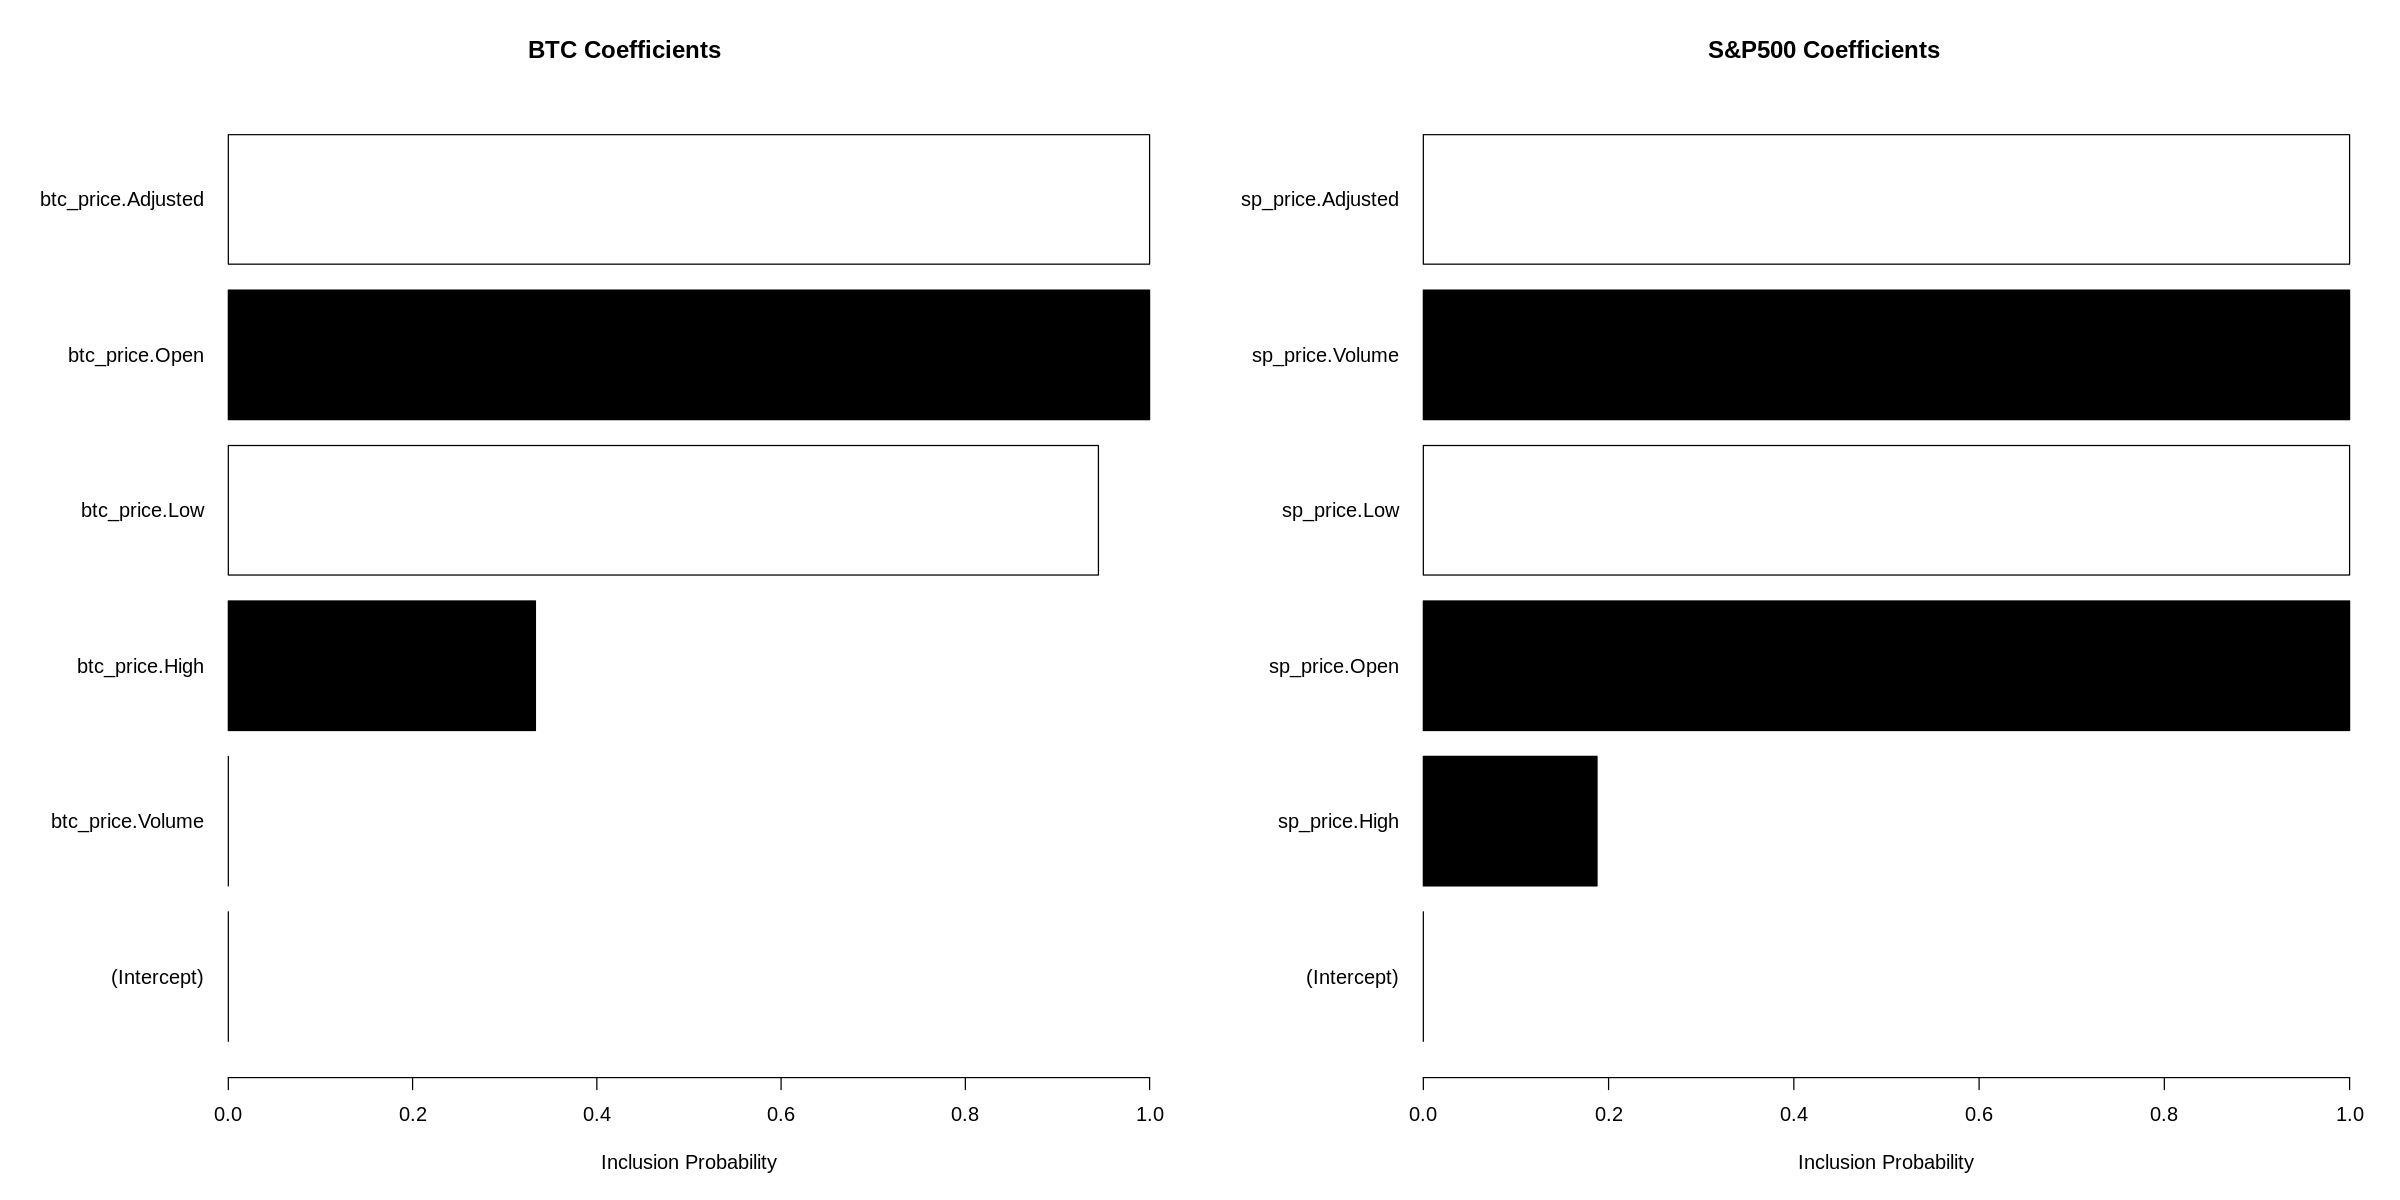 BTC Coefficients
btc_price.Adjusted
btc_price.Open
btc_price.Low
btc_price.High
btc_price.Volume
(Intercept)
0.0 0.2 0.4 0.6 0.8 1.0
Inclusion Probability
S&P500 Coefficients
sp_price.Adjusted
sp_price.Volume
sp_price.Low
sp_price.Open
sp_price.High
(Intercept)
0.0 0.2 0.4 0.6 0.8 1.0
Inclusion Probability